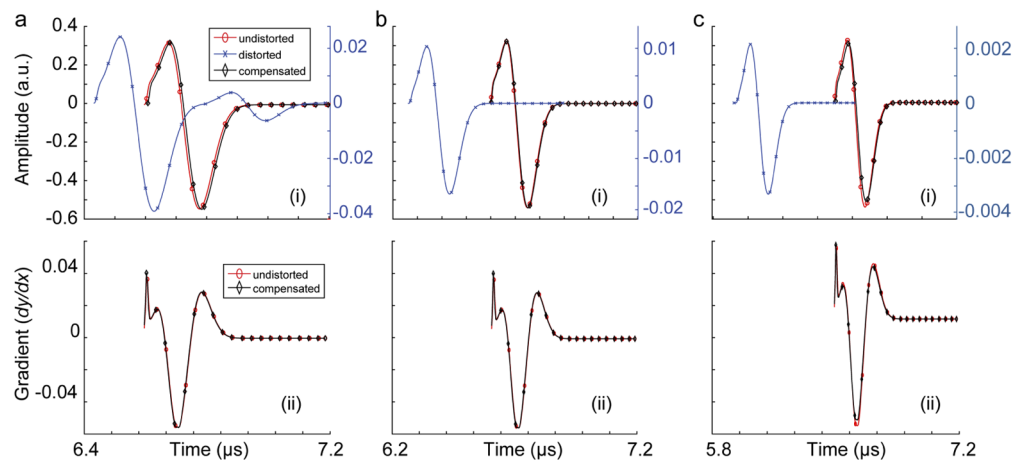 a
b
c
Amplitude (a.u.)
0.4
0.2
0
-0.2
-0.4
-0.6
undistorted
distorted
compensated
0.02
0
-0.02
-0.04
(i)
0.01
0
-0.01
-0.02
(i)
0.002
0
-0.002
-0.004
(i)
Gradient (dy/dx)
0.04
0
-0.04
undistorted
compensated
(ii)
(ii)
(ii)
6.4 Time (µs) 7.2
6.2 Time (µs) 7.2
5.8 Time (µs) 7.2